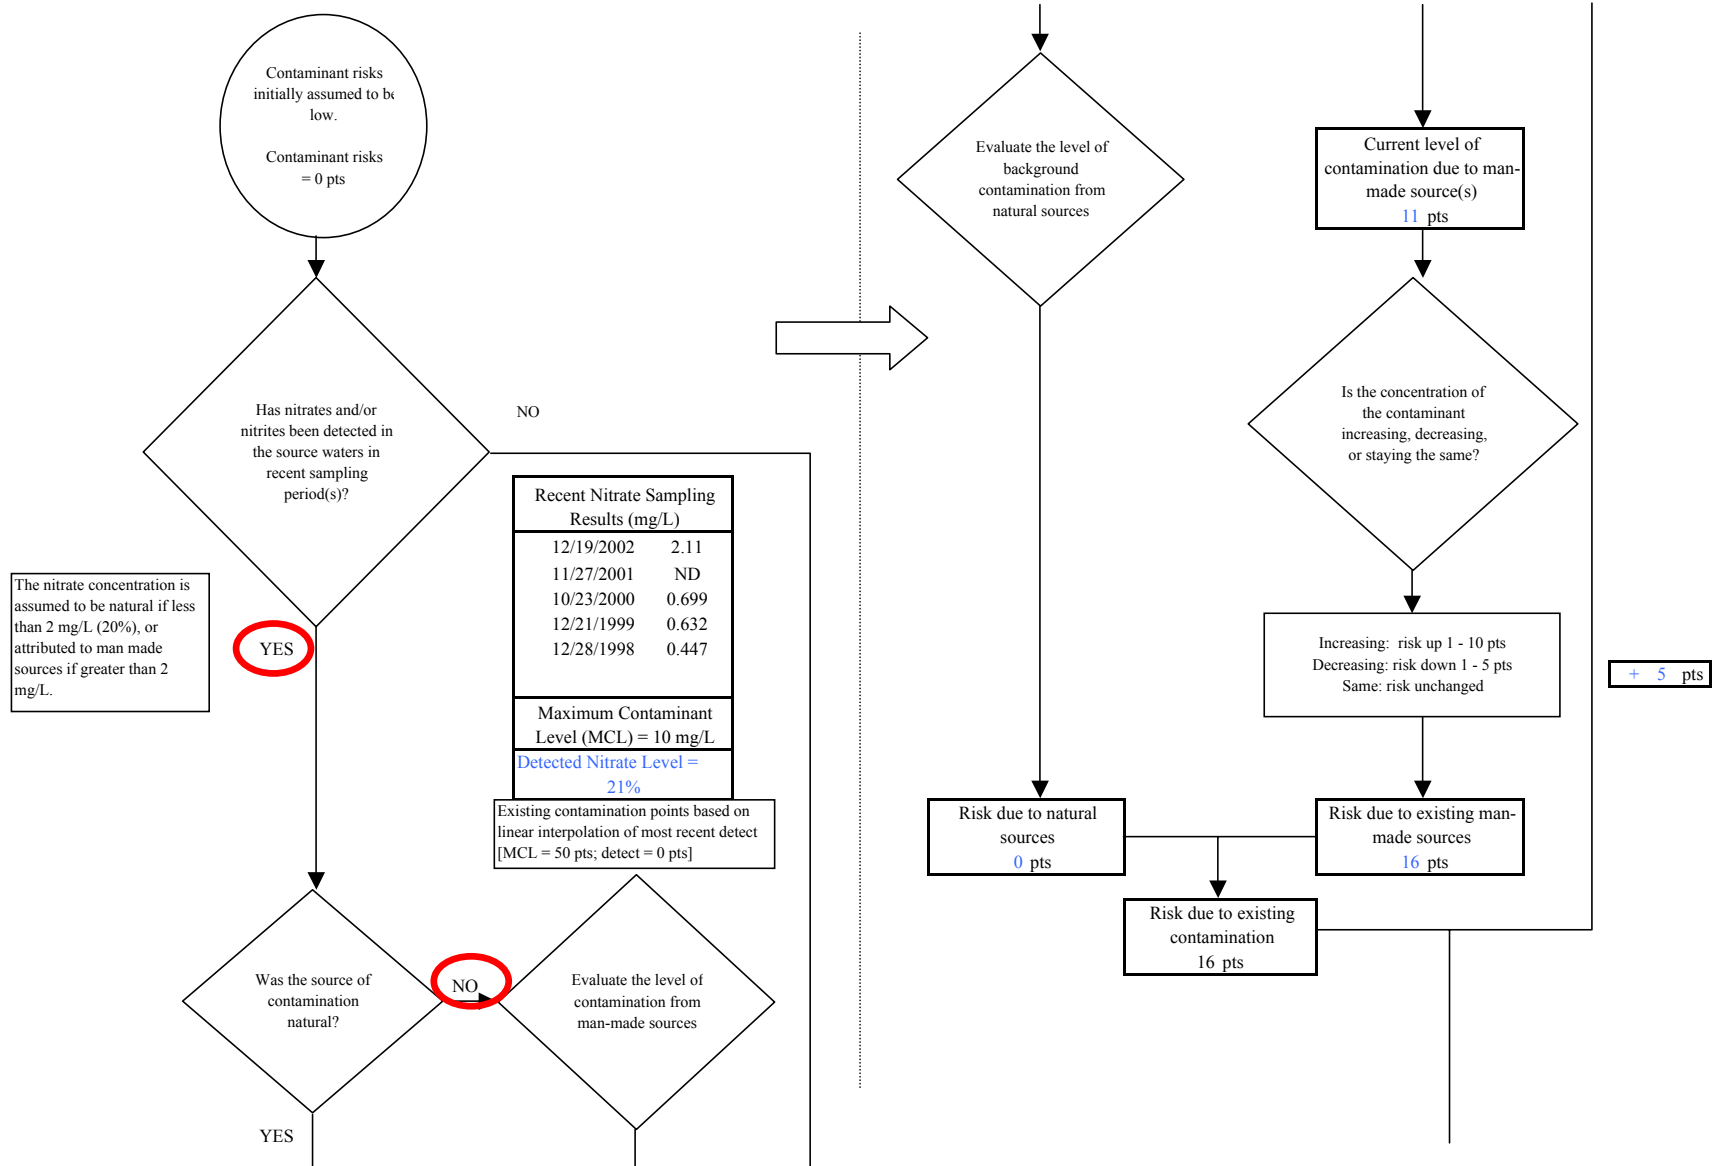 Contaminant risks
initially assumed to be
low.
Contaminant risks
= 0 pts
Has nitrates and/or
nitrites been detected in
the source waters in
recent sampling
period(s)?
NO
The nitrate concentration is
assumed to be natural if less
than 2 mg/L (20%), or
attributed to man made
sources if greater than 2
mg/L.
YES
Recent Nitrate Sampling
Results (mg/L)
12/19/2002 2.11
11/27/2001 ND
10/23/2000 0.699
12/21/1999 0.632
12/28/1998 0.447
Maximum Contaminant
Level (MCL) = 10 mg/L
Detected Nitrate Level =
21%
Existing contamination points based on
linear interpolation of most recent detect
[MCL = 50 pts; detect = 0 pts]
Was the source of
contamination
natural?
NO
Evaluate the level of
contamination from
man-made sources
YES
Evaluate the level of
background
contamination from
natural sources
Current level of
contamination due to man-
made source(s)
11 pts
Is the concentration of
the contaminant
increasing, decreasing,
or staying the same?
Increasing: risk up 1 - 10 pts
Decreasing: risk down 1 - 5 pts
Same: risk unchanged
+ 5 pts
Risk due to natural
sources
0 pts
Risk due to existing man-
made sources
16 pts
Risk due to existing
contamination
16 pts